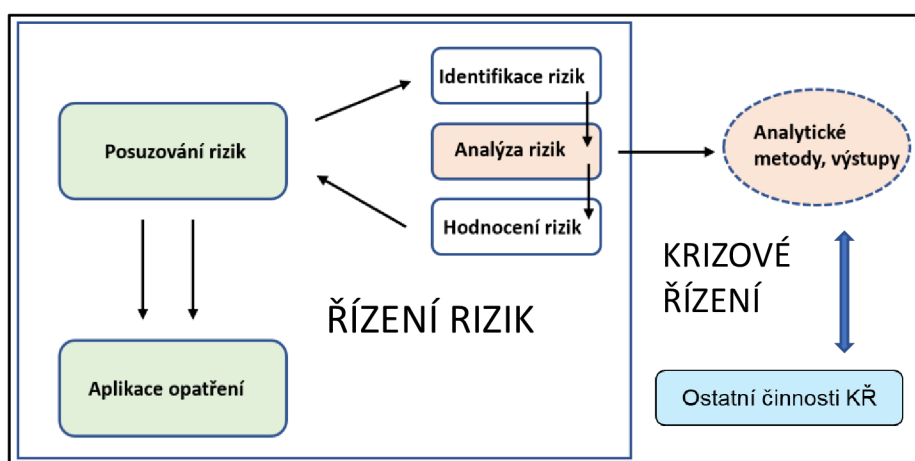 Identifikace rizik
Posuzování rizik
Analýza rizik
Hodnocení rizik
Analytické
metody, výstupy
KRIZOVÉ
ŘÍZENÍ
ŘÍZENÍ RIZIK
Aplikace opatření
Ostatní činnosti KŘ